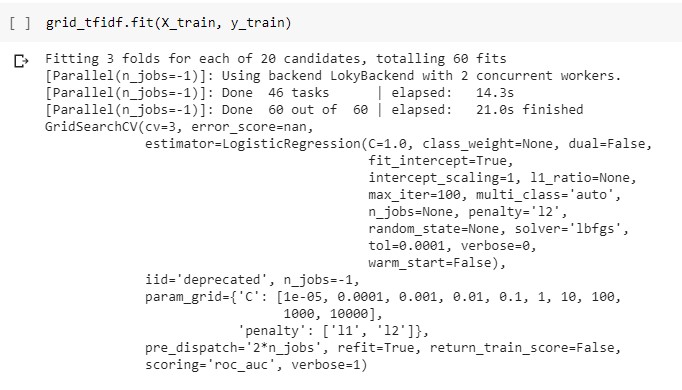 [ ] grid_tfidf.fit(X_train, y_train)
Fitting 3 folds for each of 20 candidates, totalling 60 fits
[Parallel(n_jobs=-1)]: Using backend LokyBackend with 2 concurrent workers.
[Parallel(n_jobs=-1)]: Done  46 tasks      | elapsed:   14.3s
[Parallel(n_jobs=-1)]: Done  60 out of  60 | elapsed:   21.0s finished
GridSearchCV(cv=3, error_score=nan,
estimator=LogisticRegression(C=1.0, class_weight=None, dual=False,
fit_intercept=True,
intercept_scaling=1, l1_ratio=None,
max_iter=100, multi_class='auto',
n_jobs=None, penalty='l2',
random_state=None, solver='lbfgs',
tol=0.0001, verbose=0,
warm_start=False),
iid='deprecated', n_jobs=-1,
param_grid={'C': [1e-05, 0.0001, 0.001, 0.01, 0.1, 1, 10, 100,
1000, 10000],
'penalty': ['l1', 'l2']},
pre_dispatch='2*n_jobs', refit=True, return_train_score=False,
scoring='roc_auc', verbose=1)